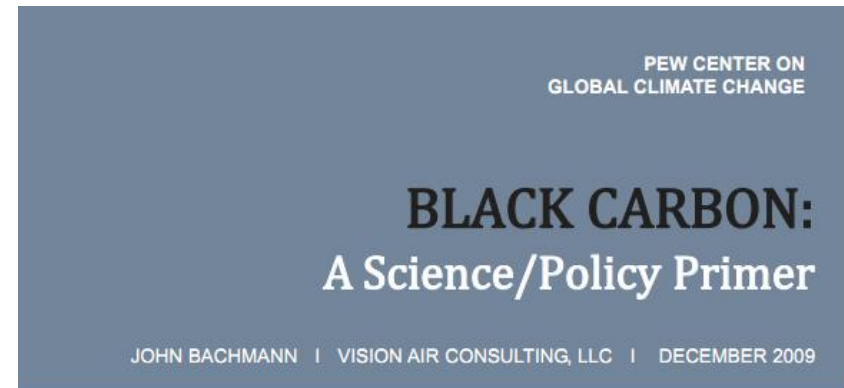 PEW CENTER ON
GLOBAL CLIMATE CHANGE
BLACK CARBON:
A Science/Policy Primer
JOHN BACHMANN I VISION AIR CONSULTING, LLC I DECEMBER 2009